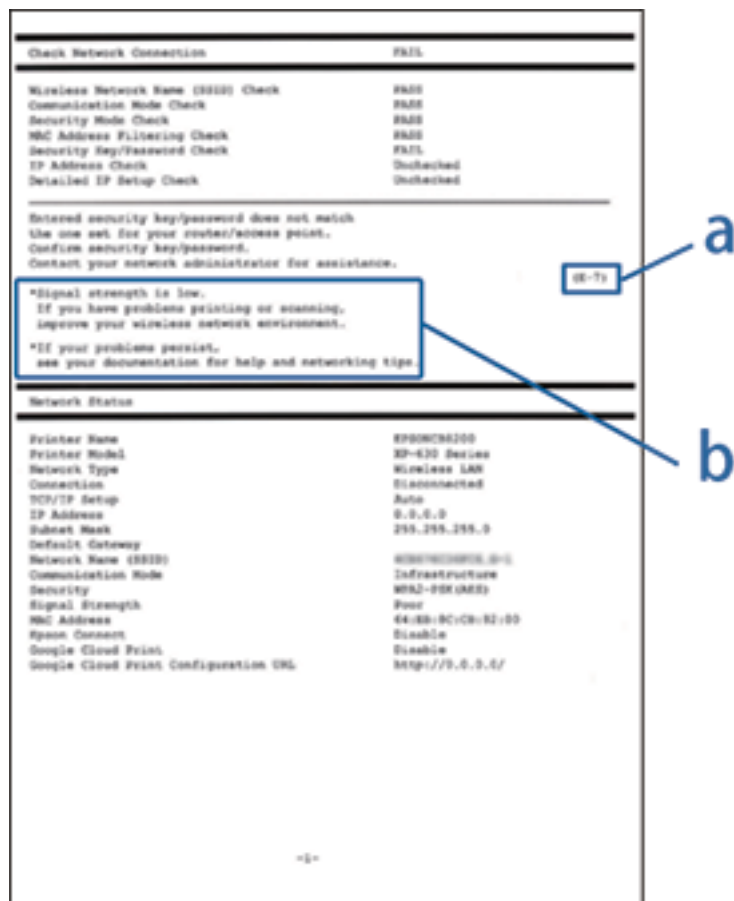 Check Network Connection FAIL
Wireless Network Name (SSID) Check PASS
Communication Mode Check PASS
Security Mode Check PASS
MAC Address Filtering Check PASS
Security Key/Password Check FAIL
IP Address Check Unchecked
Detailed IP Setup Check Unchecked
Entered security key/password does not match
the one set for your router/access point.
Confirm security key/password.
Contact your network administrator for assistance.
(E-7)
a
*Signal strength is low.
If you have problems printing or scanning,
improve your wireless network environment.
*If your problems persist,
see your documentation for help and networking tips.
b
Network Status
Printer Name
Printer Model XP-630 Series
Network Type Wireless LAN
Connection Disconnected
TCP/IP Setup Auto
IP Address 0.0.0.0
Subnet Mask 255.255.255.0
Default Gateway
Network Name (SSID)
Communication Mode Infrastructure
Security WPA2-PSK(AES)
Signal Strength Poor
MAC Address
Epson Connect Disable
Google Cloud Print Disable
Google Cloud Print Configuration URL http://0.0.0.0/
-1-